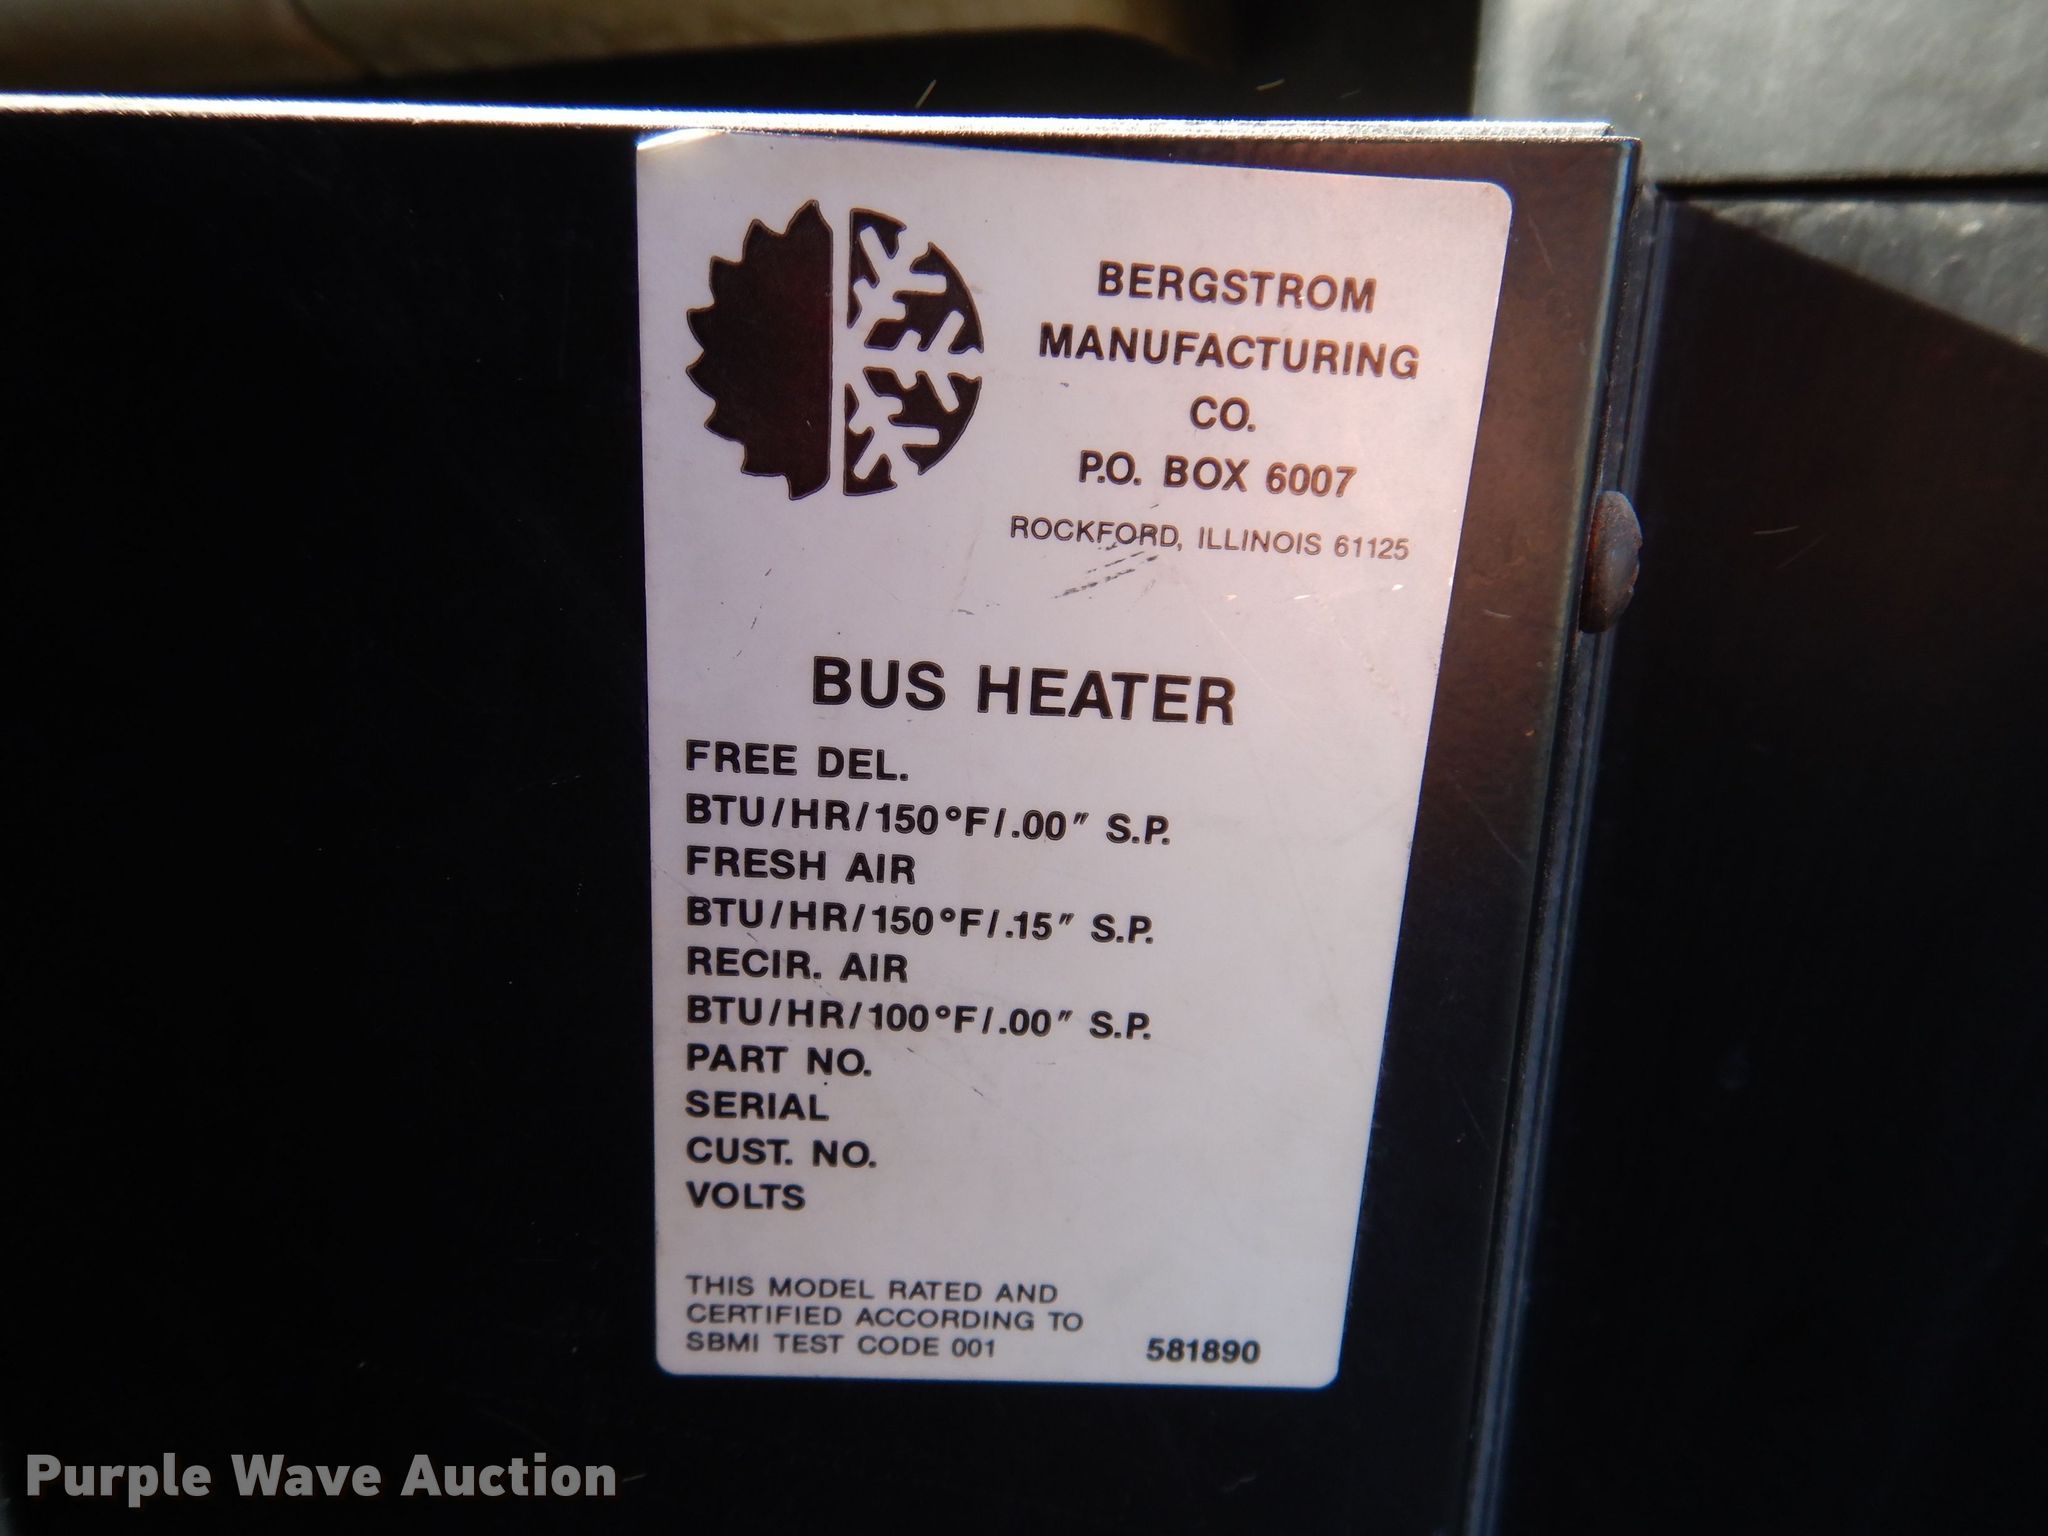 BERGSTROM
MANUFACTURING
CO.
P.O. BOX 6007
ROCKFORD, ILLINOIS 61125
BUS HEATER
FREE DEL.
BTU/HR/150°F/.00" S.P.
FRESH AIR
BTU/HR/150°F/.15" S.P.
RECIR. AIR
BTU/HR/100°F/.00" S.P.
PART NO.
SERIAL
CUST. NO.
VOLTS
THIS MODEL RATED AND
CERTIFIED ACCORDING TO
SBMI TEST CODE 001 581890
Purple Wave Auction